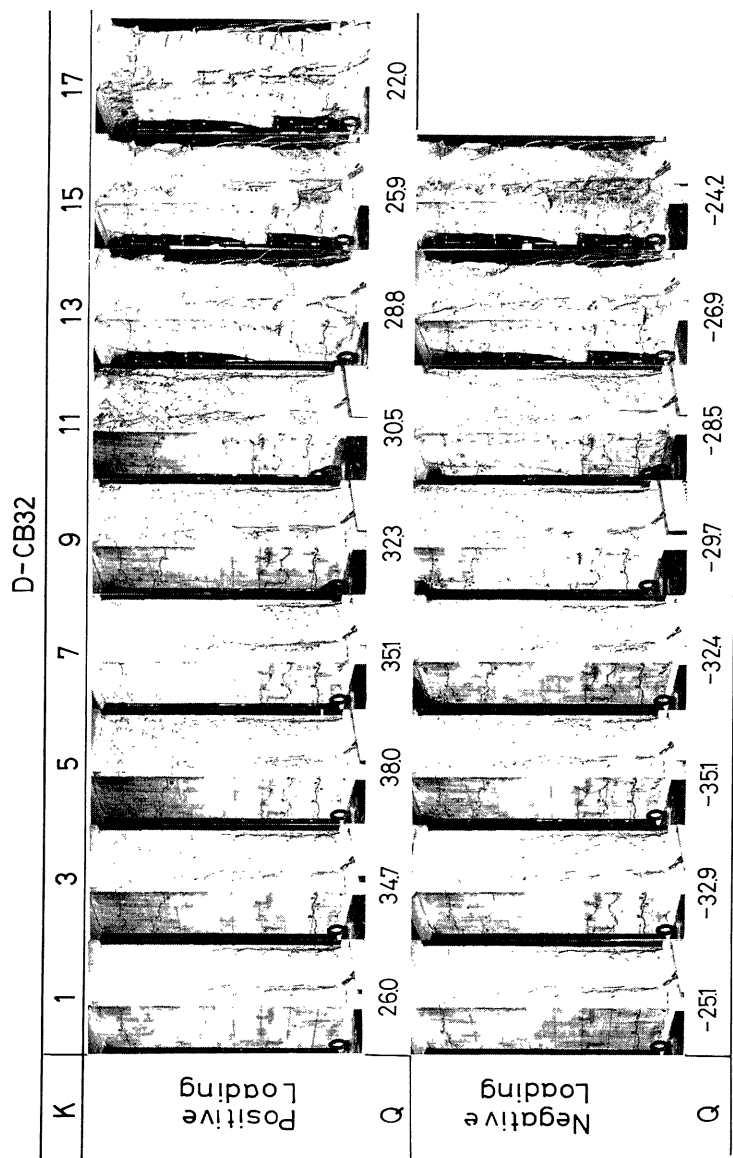 D-CB32
K 1 3 5 7 9 11 13 15 17
Positive
Loading
Q 26.0 34.7 38.0 35.1 32.3 30.5 28.8 25.9 22.0
Negative
Loading
Q -25.1 -32.9 -35.1 -32.4 -29.7 -28.5 -26.9 -24.2